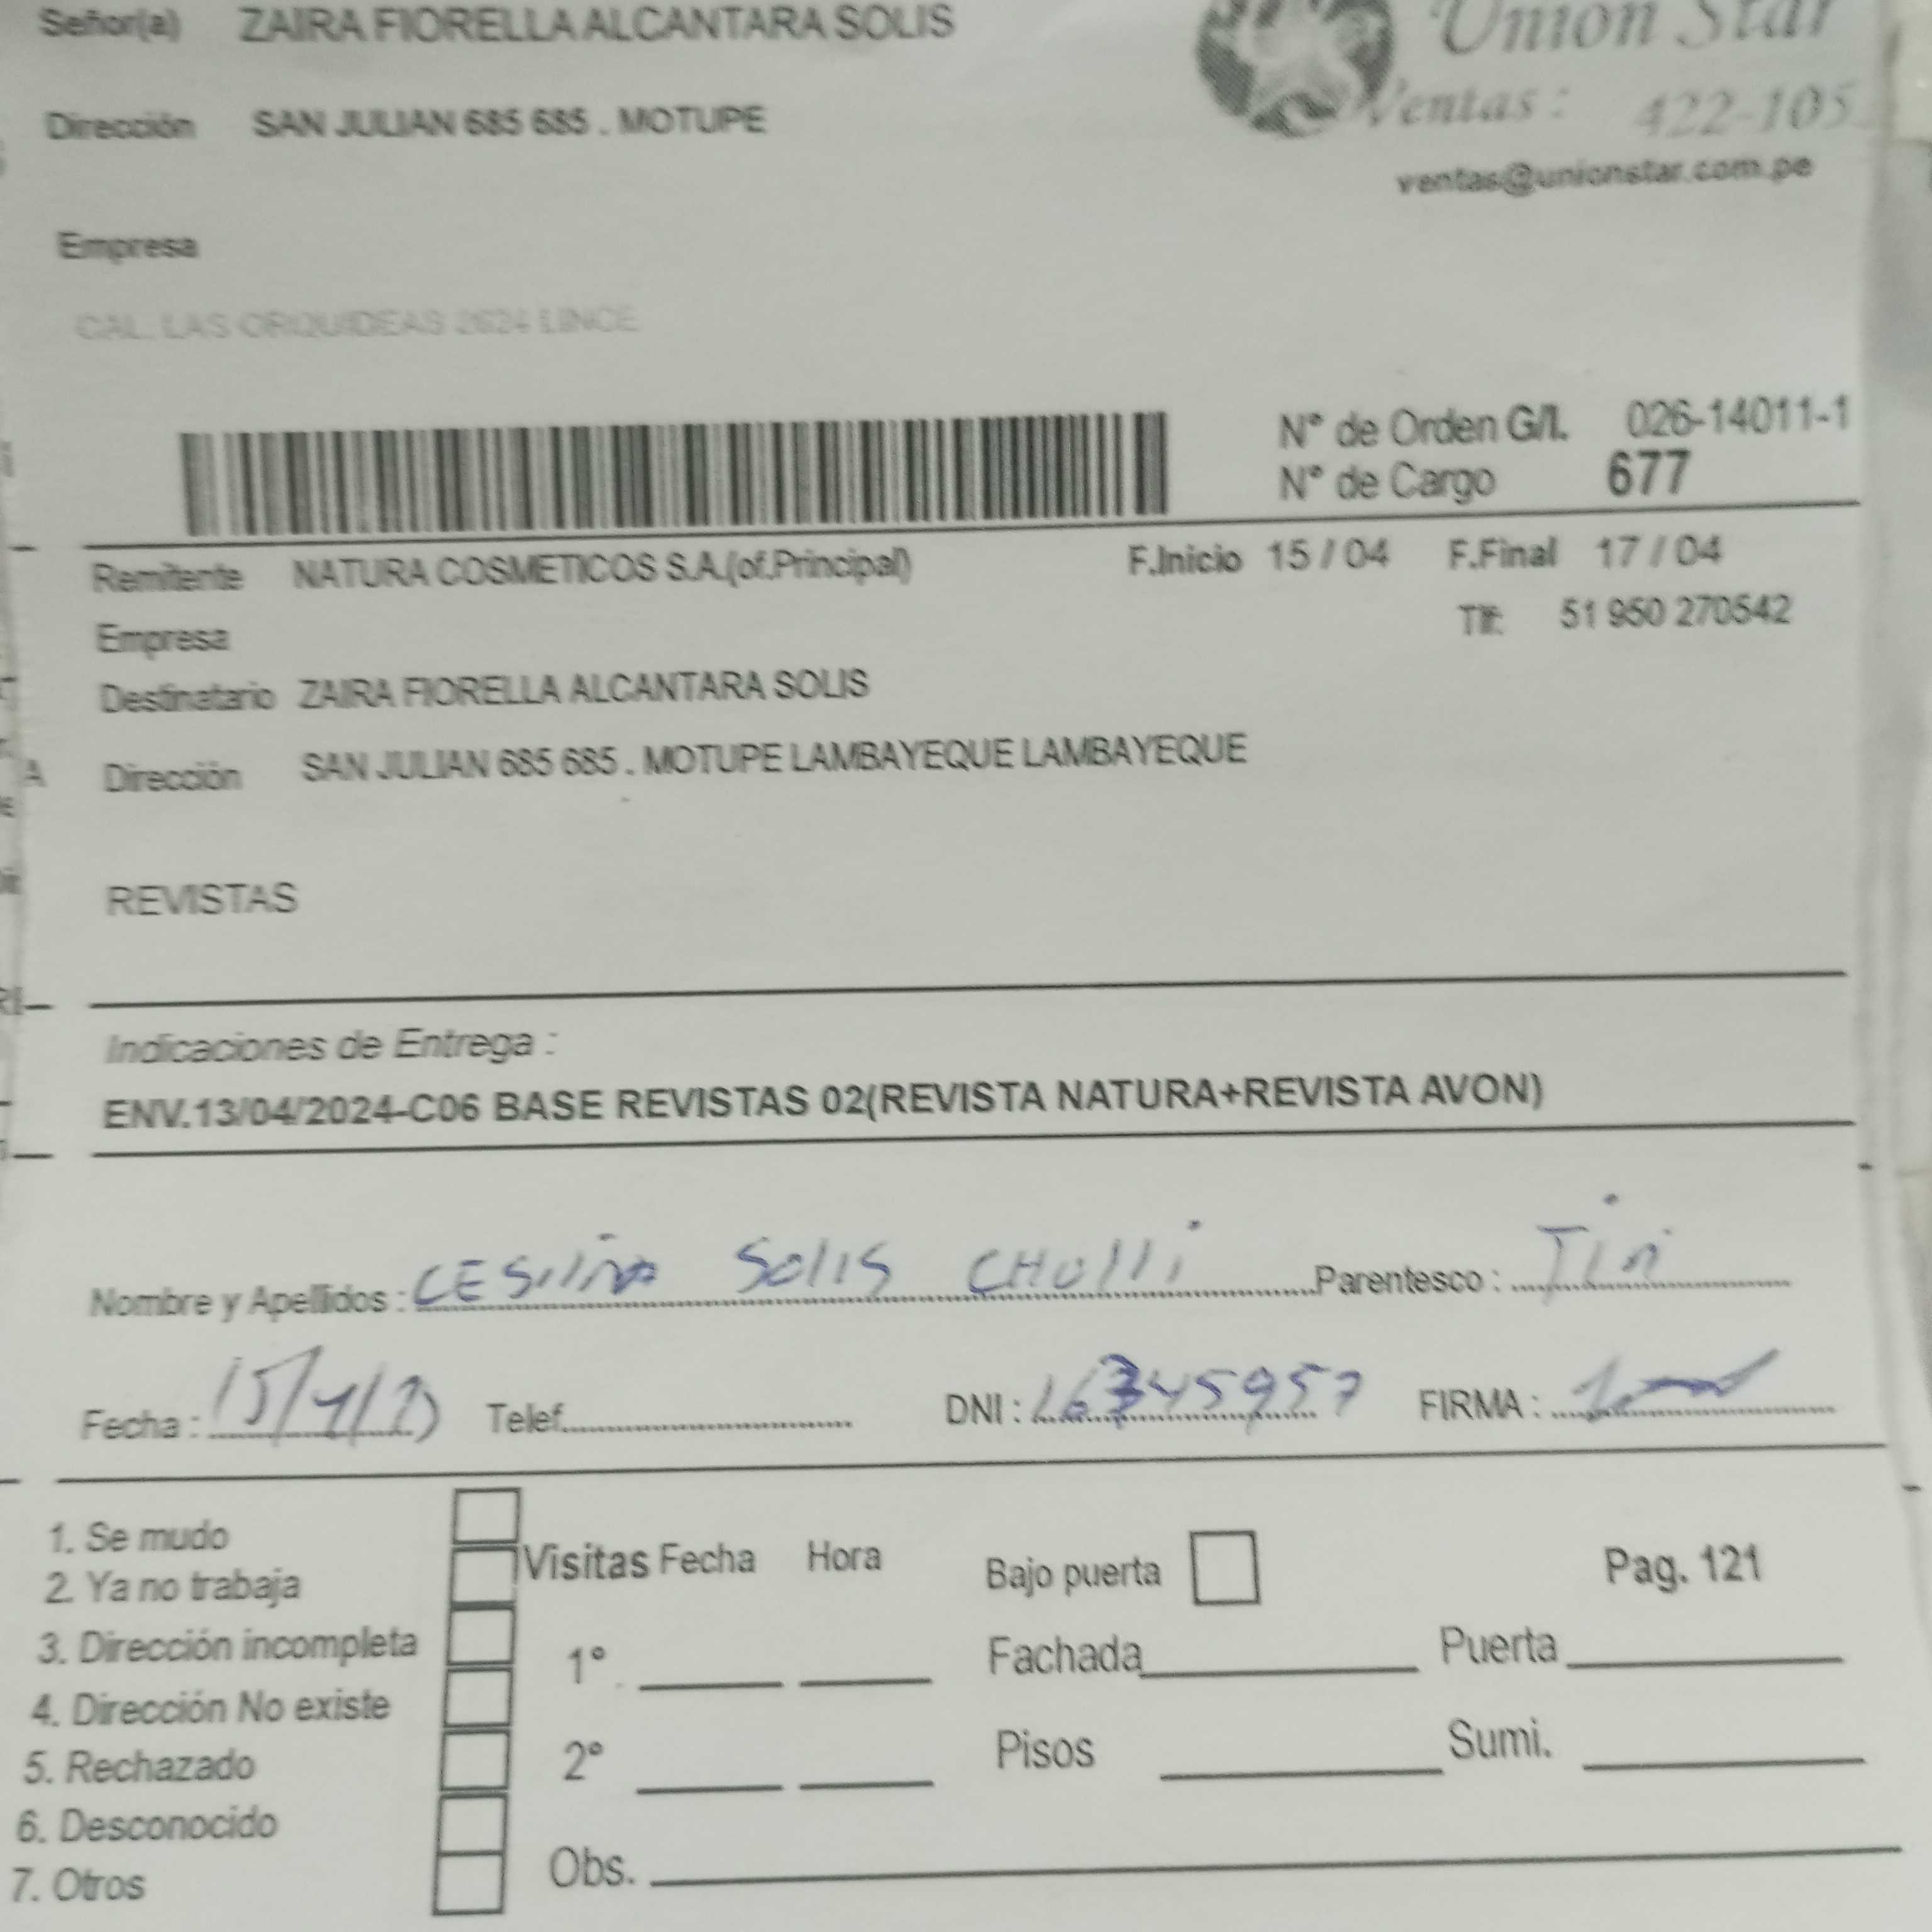 Señor(a) ZAIRA FIORELLA ALCANTARA SOLIS
Union Star
Ventas : 422-105
Dirección SAN JULIAN 685 685 . MOTUPE
ventas@unionstar.com.pe
Empresa
CAL. LAS ORQUIDEAS 2624 LINCE
N° de Orden G/I. 026-14011-1
N° de Cargo 677
Remitente NATURA COSMETICOS S.A.(of.Principal) F.Inicio 15 / 04 F.Final 17 / 04
Empresa Tlf: 51 950 270542
Destinatario ZAIRA FIORELLA ALCANTARA SOLIS
Dirección SAN JULIAN 685 685 . MOTUPE LAMBAYEQUE LAMBAYEQUE
REVISTAS
Indicaciones de Entrega :
ENV.13/04/2024-C06 BASE REVISTAS 02(REVISTA NATURA+REVISTA AVON)
Nombre y Apellidos : SOLIS Parentesco :
Fecha : Telef. DNI : FIRMA :
1. Se mudo
2. Ya no trabaja
3. Dirección incompleta
4. Dirección No existe
5. Rechazado
6. Desconocido
7. Otros
Visitas Fecha Hora
1°
2°
Obs.
Bajo puerta Pag. 121
Fachada Puerta
Pisos Sumi.